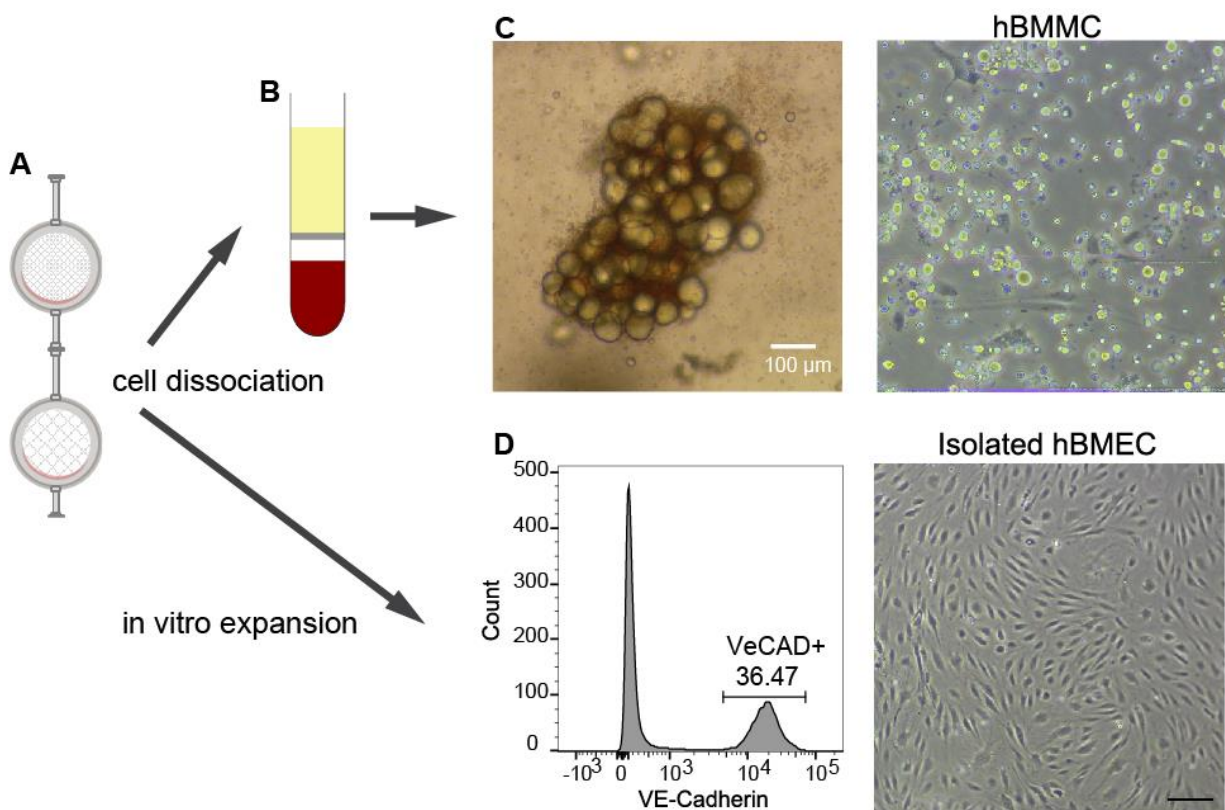 A
B
C
hBMMC
cell dissociation
100 µm
in vitro expansion
D
Isolated hBMEC
500
400
300
200
100
0
Count
VeCAD+
36.47
-10³ 0 10³ 10⁴ 10⁵
VE-Cadherin